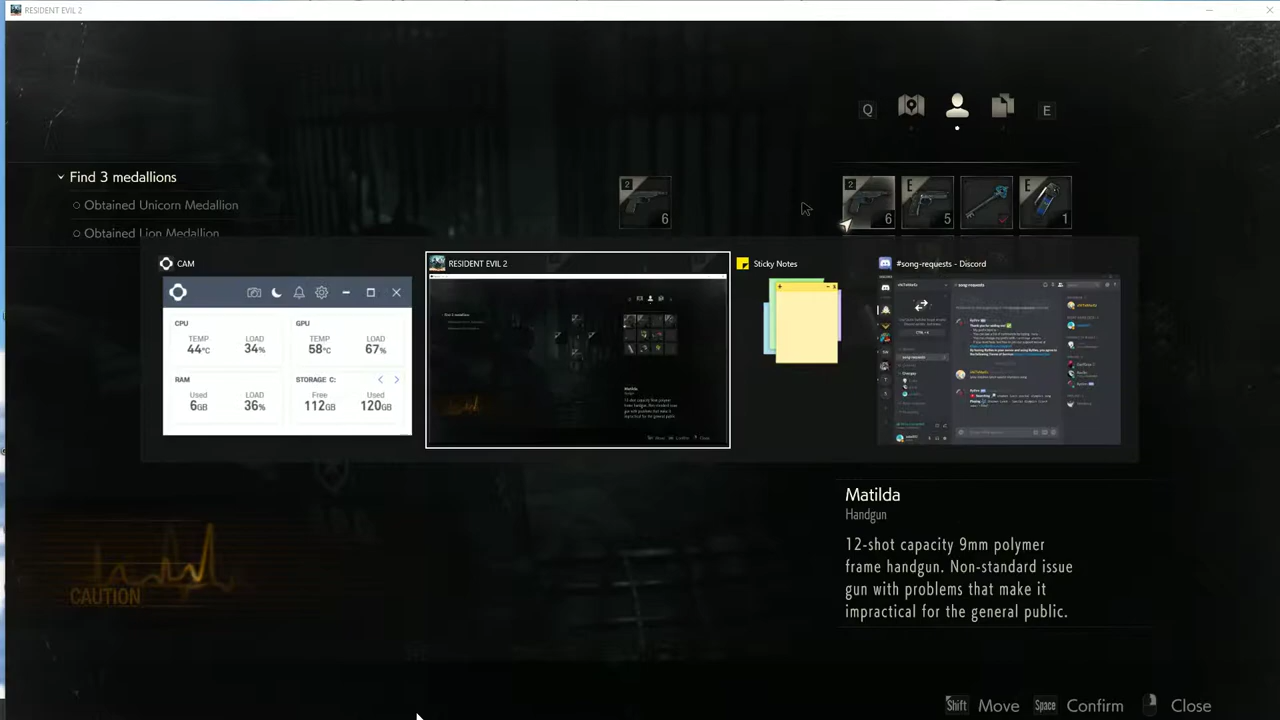 RESIDENT EVIL 2
Q
E
Find 3 medallions
Obtained Unicorn Medallion
Obtained Lion Medallion
2
6
2
6
E
5
E
1
CAM
RESIDENT EVIL 2
Sticky Notes
#song-requests - Discord
CPU
GPU
TEMP
LOAD
TEMP
LOAD
44°C
34%
58°C
67%
RAM
STORAGE C:
Used
LOAD
Free
Used
6GB
36%
112GB
120GB
Matilda
Handgun
12-shot capacity 9mm polymer
frame handgun. Non-standard issue
gun with problems that make it
impractical for the general public.
CAUTION
Shift Move Space Confirm Close